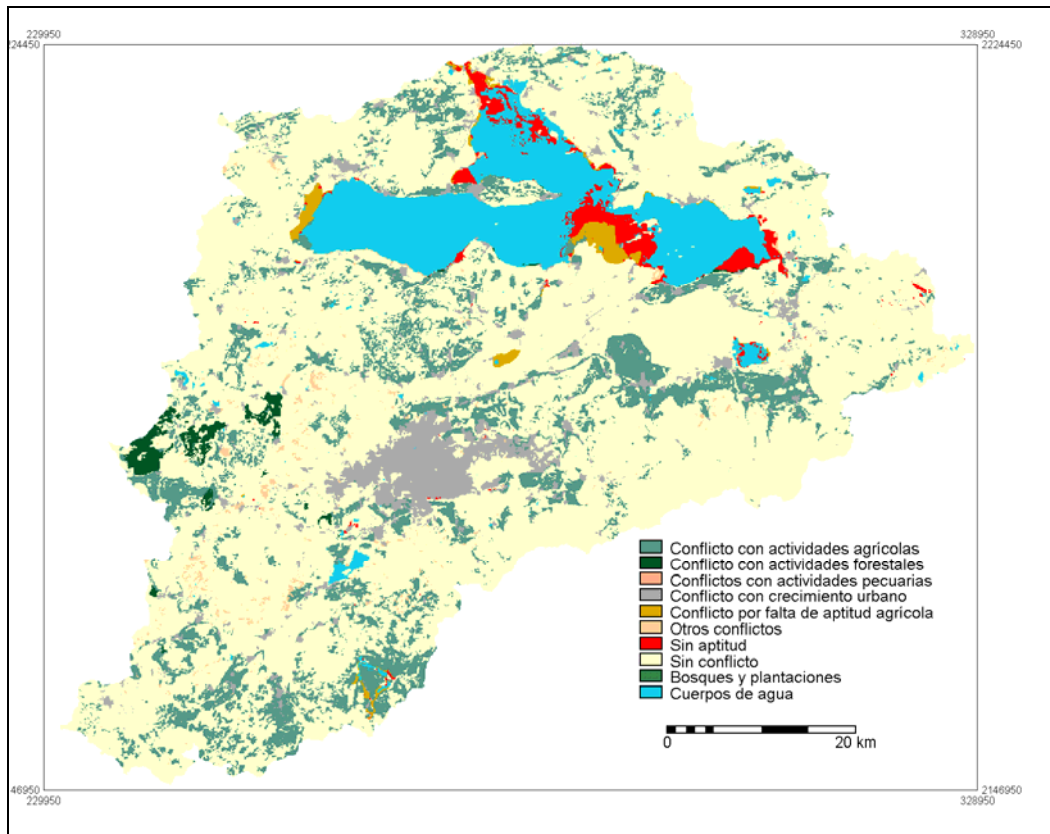 229950
328950
224450
2224450
Conflicto con actividades agrícolas
Conflicto con actividades forestales
Conflictos con actividades pecuarias
Conflicto con crecimiento urbano
Conflicto por falta de aptitud agrícola
Otros conflictos
Sin aptitud
Sin conflicto
Bosques y plantaciones
Cuerpos de agua
0 20 km
46950
2146950
229950
328950